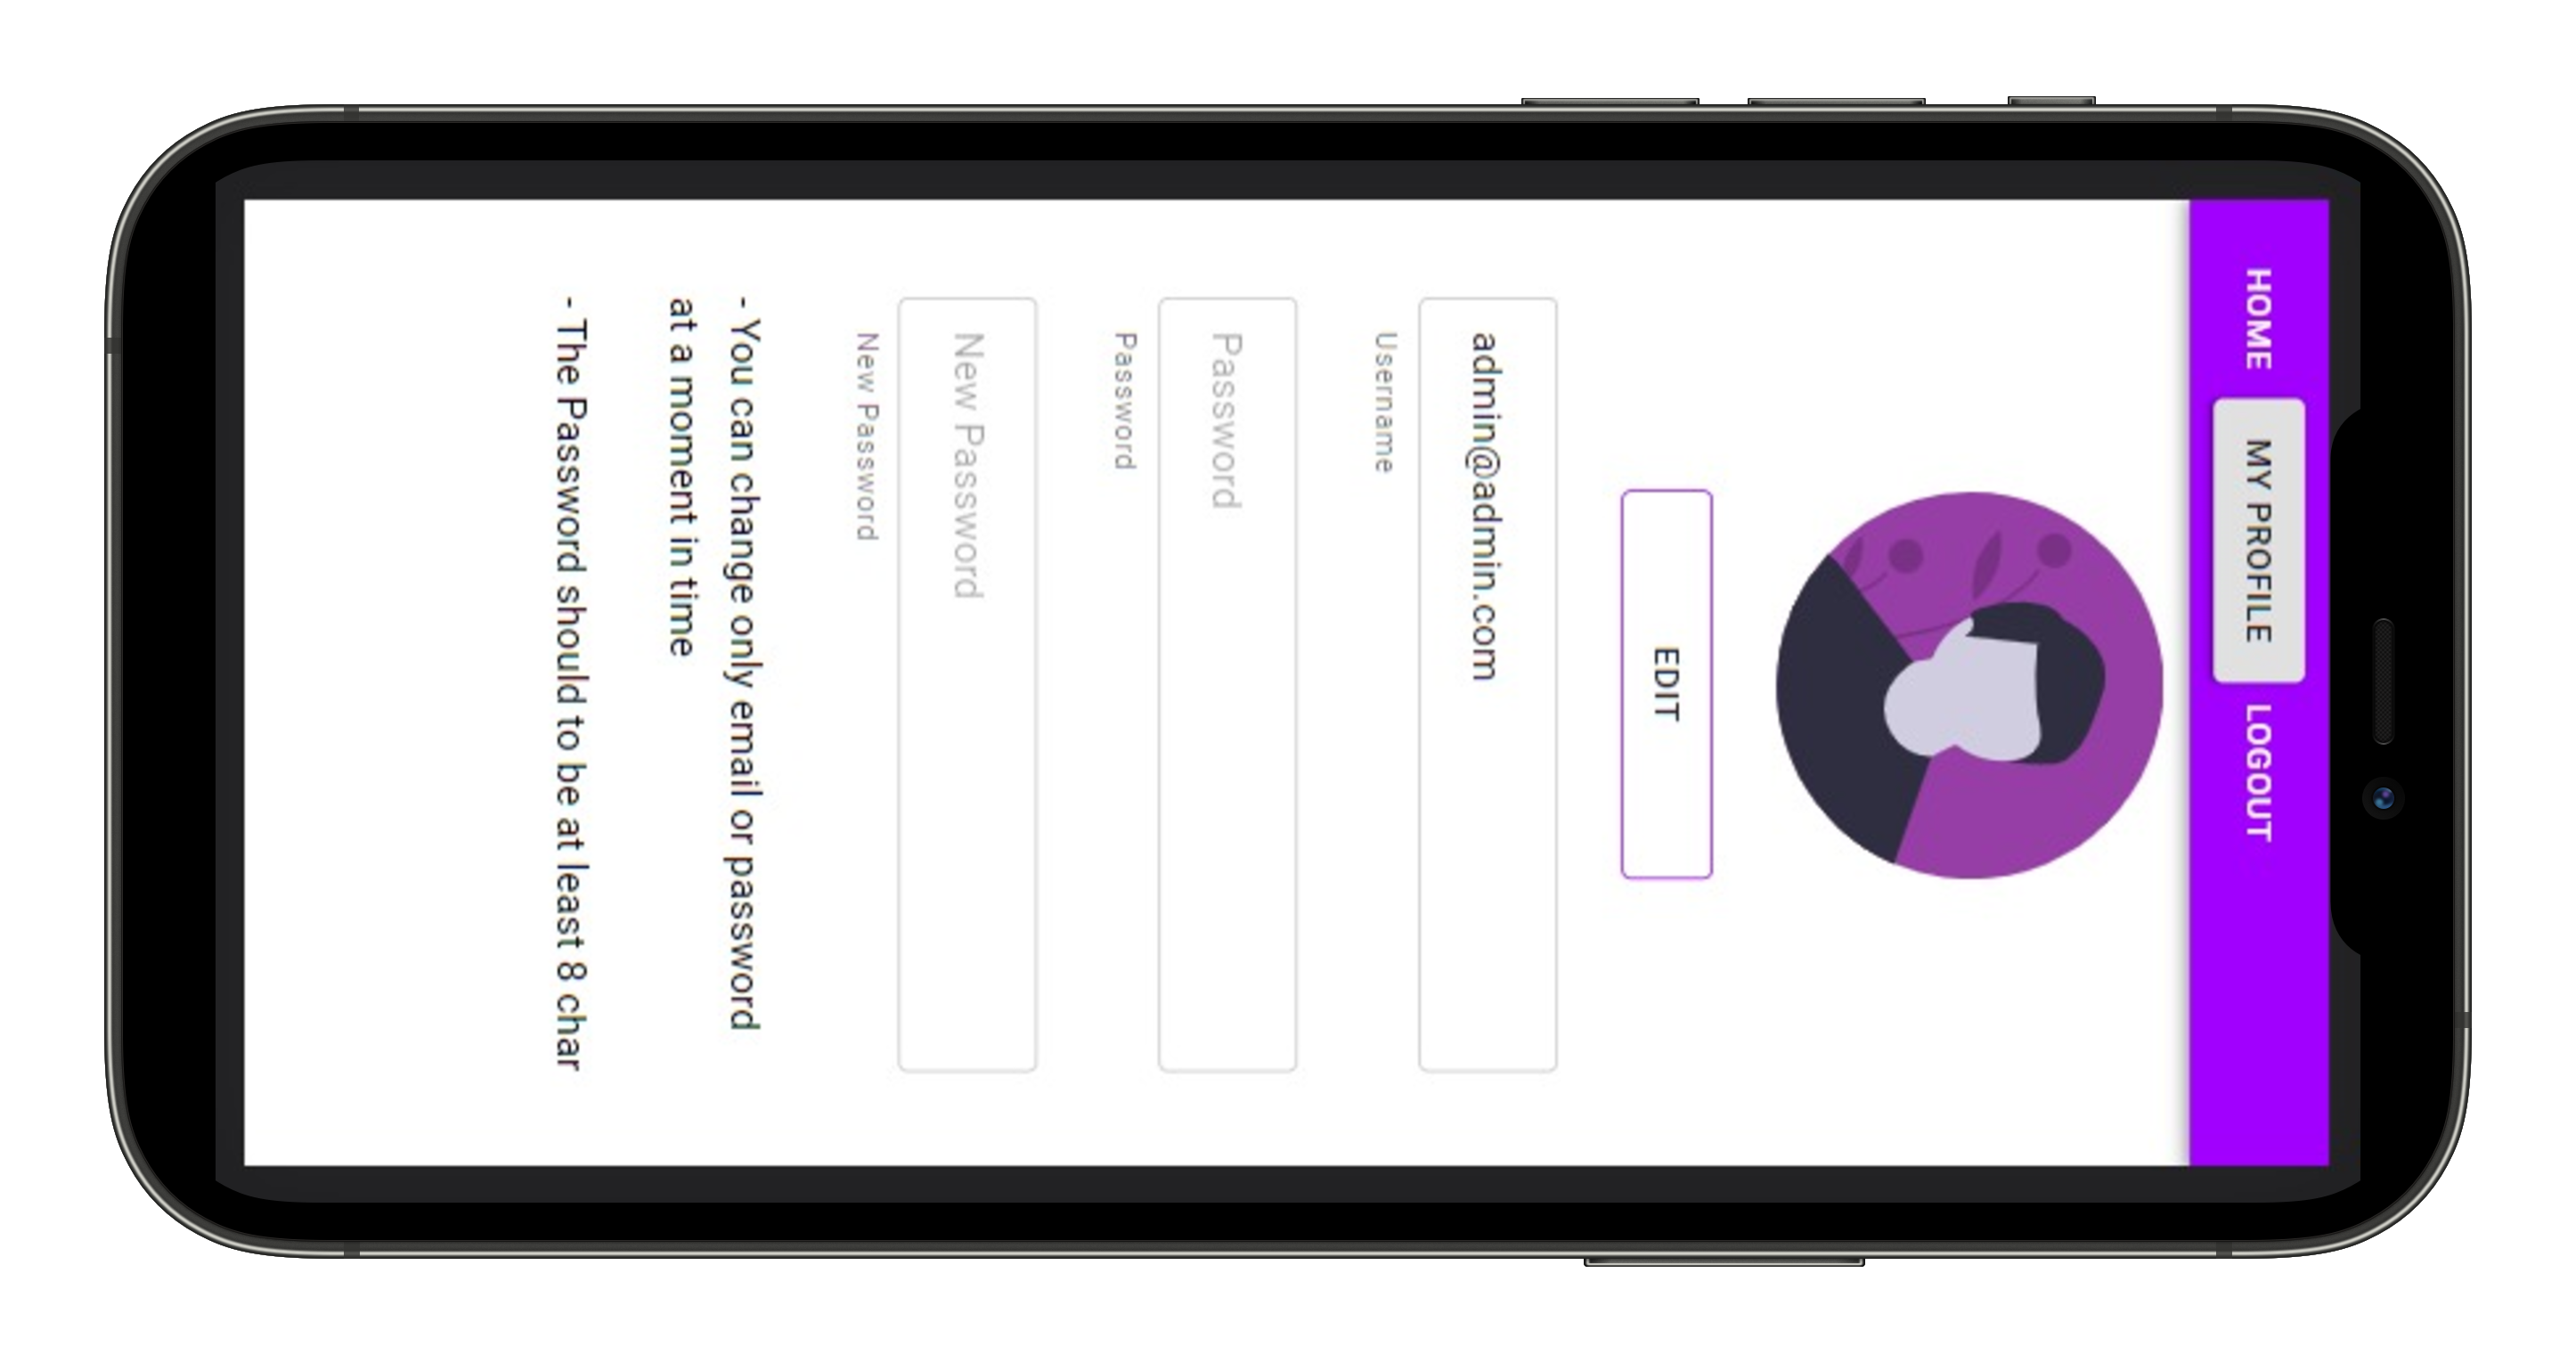 HOME MY PROFILE LOGOUT
EDIT
admin@admin.com
Username
Password
Password
New Password
New Password
- You can change only email or password
at a moment in time
- The Password should to be at least 8 char